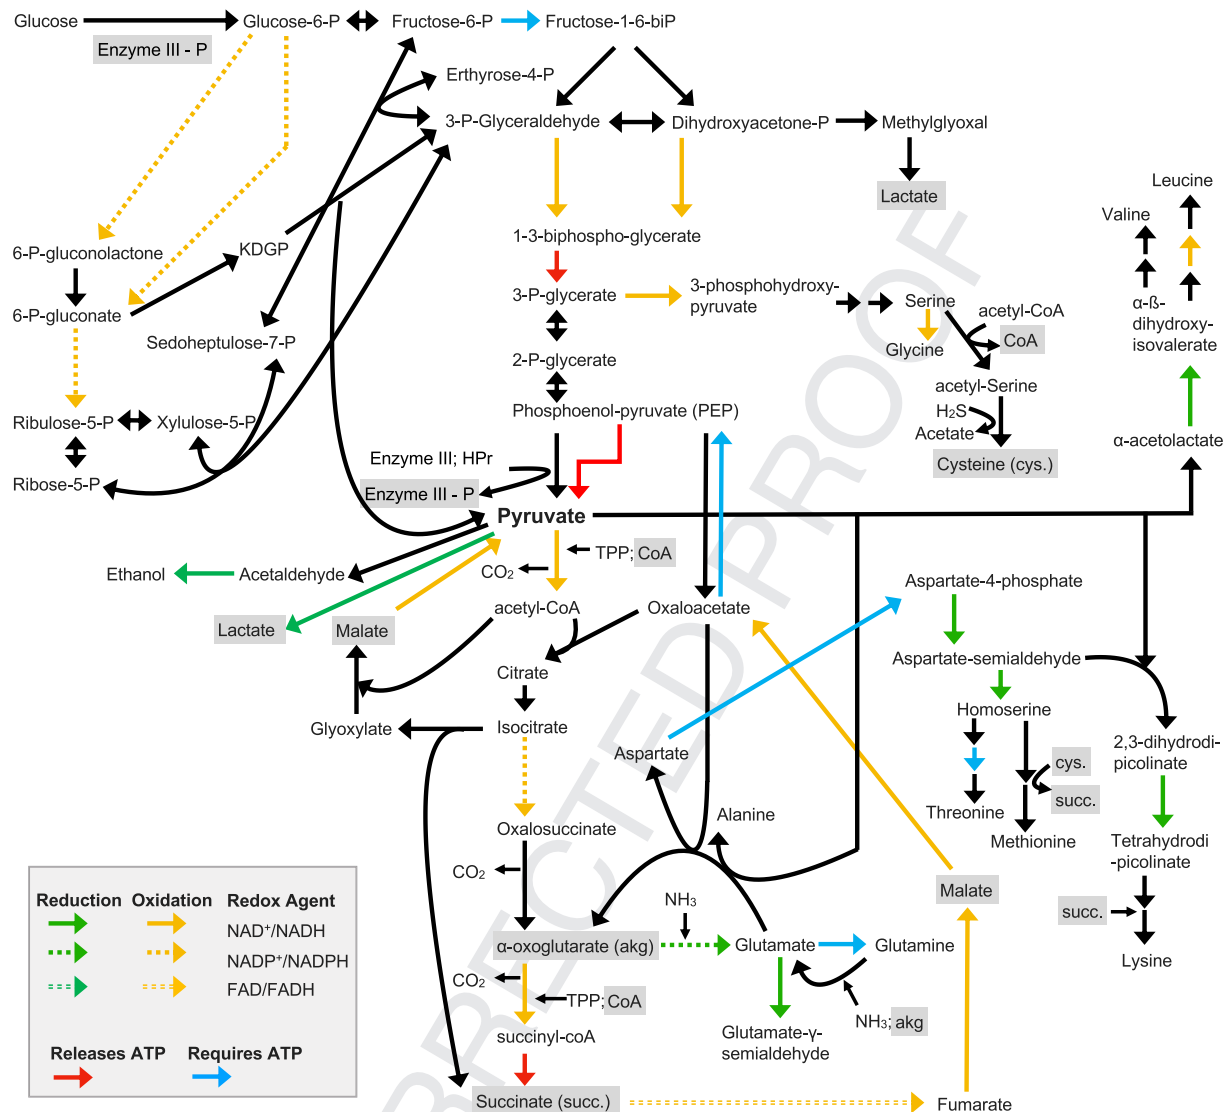 Glucose
Glucose-6-P
Fructose-6-P
Fructose-1-6-biP
Enzyme III - P
Erthyrose-4-P
3-P-Glyceraldehyde
Dihydroxyacetone-P
Methylglyoxal
Lactate
Leucine
Valine
6-P-gluconolactone
KDGP
1-3-biphospho-glycerate
3-P-glycerate
3-phosphohydroxy-
pyruvate
Serine
acetyl-CoA
CoA
Glycine
α-ß-
dihydroxy-
isovalerate
6-P-gluconate
Sedoheptulose-7-P
2-P-glycerate
acetyl-Serine
H₂S
Acetate
Cysteine (cys.)
α-acetolactate
Ribulose-5-P
Xylulose-5-P
Phosphoenol-pyruvate (PEP)
Ribose-5-P
Enzyme III; HPr
Enzyme III - P
Pyruvate
TPP; CoA
CO₂
Ethanol
Acetaldehyde
Lactate
Malate
acetyl-CoA
Oxaloacetate
Aspartate-4-phosphate
Aspartate-semialdehyde
Citrate
Glyoxylate
Isocitrate
Aspartate
Homoserine
2,3-dihydrodi-
picolinate
cys.
succ.
Threonine
Methionine
Oxalosuccinate
Alanine
Tetrahydrodi
-picolinate
CO₂
Malate
succ.
Lysine
NH₃
α-oxoglutarate (akg)
Glutamate
Glutamine
CO₂
TPP; CoA
NH₃; akg
succinyl-coA
Glutamate-γ-
semialdehyde
Succinate (succ.)
Fumarate
Reduction Oxidation Redox Agent
NAD⁺/NADH
NADP⁺/NADPH
FAD/FADH
Releases ATP Requires ATP
RRECTED PROOF